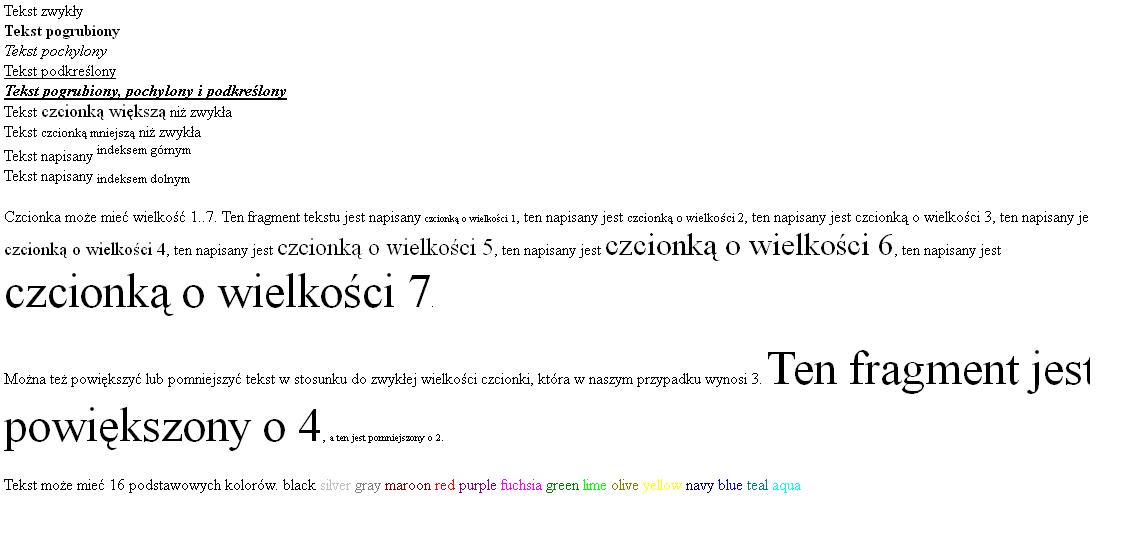 Tekst zwykły
Tekst pogrubiony
Tekst pochylony
Tekst podkreślony
Tekst pogrubiony, pochylony i podkreślony
Tekst czcionką większą niż zwykła
Tekst czcionką mniejszą niż zwykła
Tekst napisany indeksem górnym
Tekst napisany indeksem dolnym
Czcionka może mieć wielkość 1..7. Ten fragment tekstu jest napisany czcionką o wielkości 1, ten napisany jest czcionką o wielkości 2, ten napisany jest czcionką o wielkości 3, ten napisany je
czcionką o wielkości 4, ten napisany jest czcionką o wielkości 5, ten napisany jest czcionką o wielkości 6, ten napisany jest
czcionką o wielkości 7.
Można też powiększyć lub pomniejszyć tekst w stosunku do zwykłej wielkości czcionki, która w naszym przypadku wynosi 3. Ten fragment jest
powiększony o 4, a ten jest pomniejszony o 2.
Tekst może mieć 16 podstawowych kolorów. black silver gray maroon red purple fuchsia green lime olive yellow navy blue teal aqua